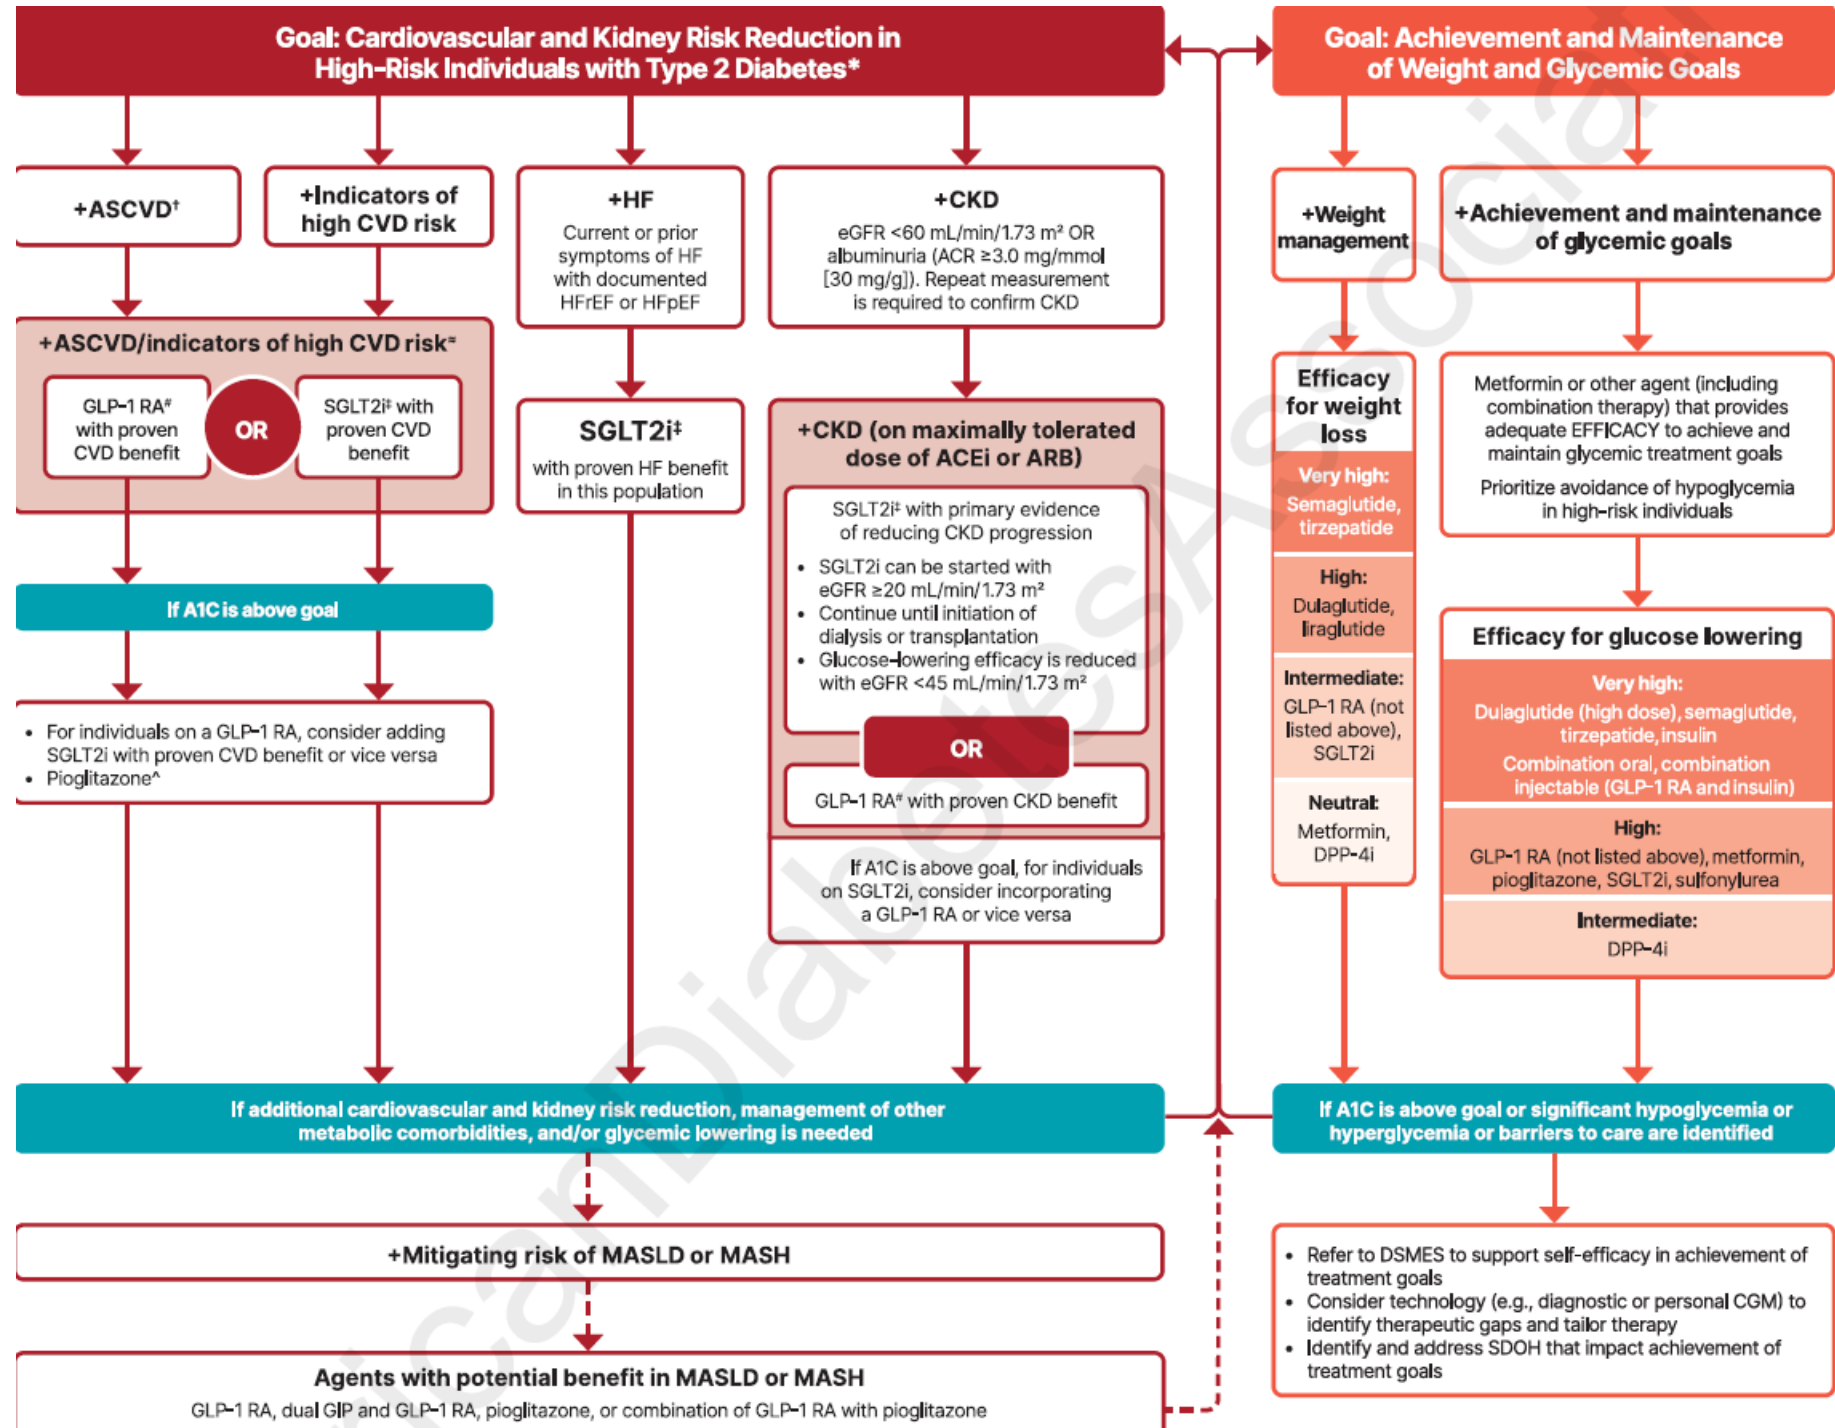 Goal: Cardiovascular and Kidney Risk Reduction in
High-Risk Individuals with Type 2 Diabetes*
+ASCVD†
+Indicators of
high CVD risk
+ASCVD/indicators of high CVD risk≈
GLP-1 RA#
with proven
CVD benefit
OR
SGLT2i‡ with
proven CVD
benefit
If A1C is above goal
• For individuals on a GLP-1 RA, consider adding
SGLT2i with proven CVD benefit or vice versa
• Pioglitazone^
+HF
Current or prior
symptoms of HF
with documented
HFrEF or HFpEF
SGLT2i‡
with proven HF benefit
in this population
+CKD
eGFR <60 mL/min/1.73 m² OR
albuminuria (ACR ≥3.0 mg/mmol
[30 mg/g]). Repeat measurement
is required to confirm CKD
+CKD (on maximally tolerated
dose of ACEi or ARB)
SGLT2i‡ with primary evidence
of reducing CKD progression
• SGLT2i can be started with
eGFR ≥20 mL/min/1.73 m²
• Continue until initiation of
dialysis or transplantation
• Glucose-lowering efficacy is reduced
with eGFR <45 mL/min/1.73 m²
OR
GLP-1 RA# with proven CKD benefit
If A1C is above goal, for individuals
on SGLT2i, consider incorporating
a GLP-1 RA or vice versa
If additional cardiovascular and kidney risk reduction, management of other
metabolic comorbidities, and/or glycemic lowering is needed
+Mitigating risk of MASLD or MASH
Agents with potential benefit in MASLD or MASH
GLP-1 RA, dual GIP and GLP-1 RA, pioglitazone, or combination of GLP-1 RA with pioglitazone
Goal: Achievement and Maintenance
of Weight and Glycemic Goals
+Weight
management
Efficacy
for weight
loss
Very high:
Semaglutide,
tirzepatide
High:
Dulaglutide,
liraglutide
Intermediate:
GLP-1 RA (not
listed above),
SGLT2i
Neutral:
Metformin,
DPP-4i
+Achievement and maintenance
of glycemic goals
Metformin or other agent (including
combination therapy) that provides
adequate EFFICACY to achieve and
maintain glycemic treatment goals
Prioritize avoidance of hypoglycemia
in high-risk individuals
Efficacy for glucose lowering
Very high:
Dulaglutide (high dose), semaglutide,
tirzepatide, insulin
Combination oral, combination
injectable (GLP-1 RA and insulin)
High:
GLP-1 RA (not listed above), metformin,
pioglitazone, SGLT2i, sulfonylurea
Intermediate:
DPP-4i
If A1C is above goal or significant hypoglycemia or
hyperglycemia or barriers to care are identified
• Refer to DSMES to support self-efficacy in achievement of
treatment goals
• Consider technology (e.g., diagnostic or personal CGM) to
identify therapeutic gaps and tailor therapy
• Identify and address SDOH that impact achievement of
treatment goals
ricanDiabetesAssociat